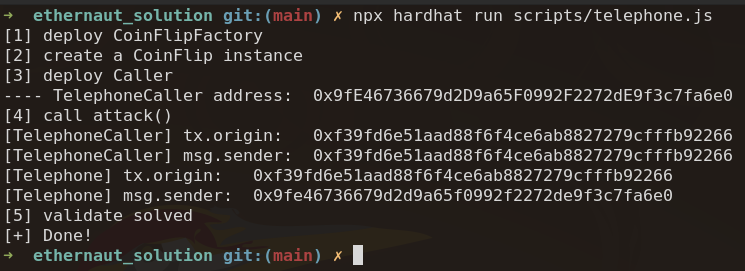 → ethernaut_solution git:(main) ✗ npx hardhat run scripts/telephone.js
[1] deploy CoinFlipFactory
[2] create a CoinFlip instance
[3] deploy Caller
---- TelephoneCaller address:  0x9fE46736679d2D9a65F0992F2272dE9f3c7fa6e0
[4] call attack()
[TelephoneCaller] tx.origin:   0xf39fd6e51aad88f6f4ce6ab8827279cfffb92266
[TelephoneCaller] msg.sender:  0xf39fd6e51aad88f6f4ce6ab8827279cfffb92266
[Telephone] tx.origin:   0xf39fd6e51aad88f6f4ce6ab8827279cfffb92266
[Telephone] msg.sender:  0x9fe46736679d2d9a65f0992f2272de9f3c7fa6e0
[5] validate solved
[+] Done!
→ ethernaut_solution git:(main) ✗